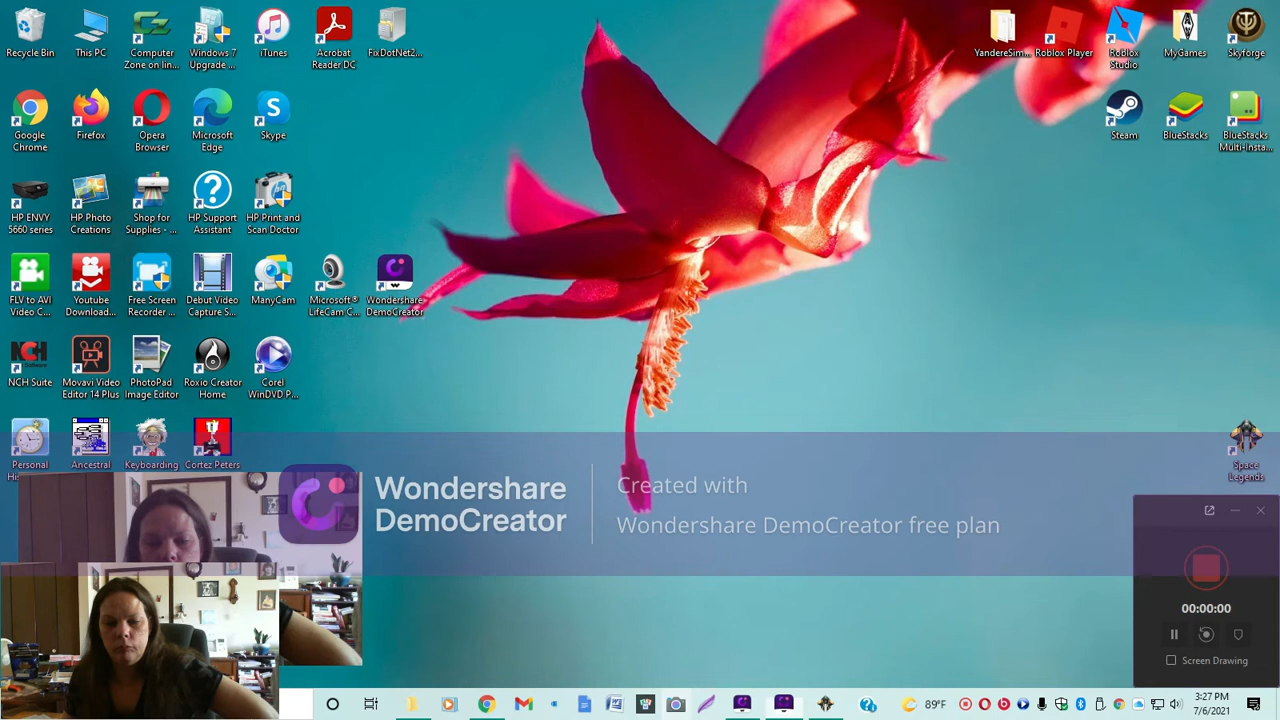 Recycle Bin
This PC
Computer
Zone on lin...
Windows 7
Upgrade ...
iTunes
Acrobat
Reader DC
FixDotNet2...
YandereSim...
Roblox Player
Roblox
Studio
MyGames
Skyforge
Google
Chrome
Firefox
Opera
Browser
Microsoft
Edge
Skype
Steam
BlueStacks
BlueStacks
Multi-Insta...
HP ENVY
5660 series
HP Photo
Creations
Shop for
Supplies - ...
HP Support
Assistant
HP Print and
Scan Doctor
FLV to AVI
Video C...
Youtube
Download...
Free Screen
Recorder ...
Debut Video
Capture S...
ManyCam
Microsoft®
LifeCam C...
Wondershare
DemoCreator
NCH
NCH Suite
Movavi Video
Editor 14 Plus
PhotoPad
Image Editor
Roxio Creator
Home
Corel
WinDVD P...
Personal
Ancestral
Keyboarding
Cortez Peters
Space
Legends
Wondershare
DemoCreator
Created with
Wondershare DemoCreator free plan
00:00:00
Screen Drawing
89°F
3:27 PM
7/6/2021